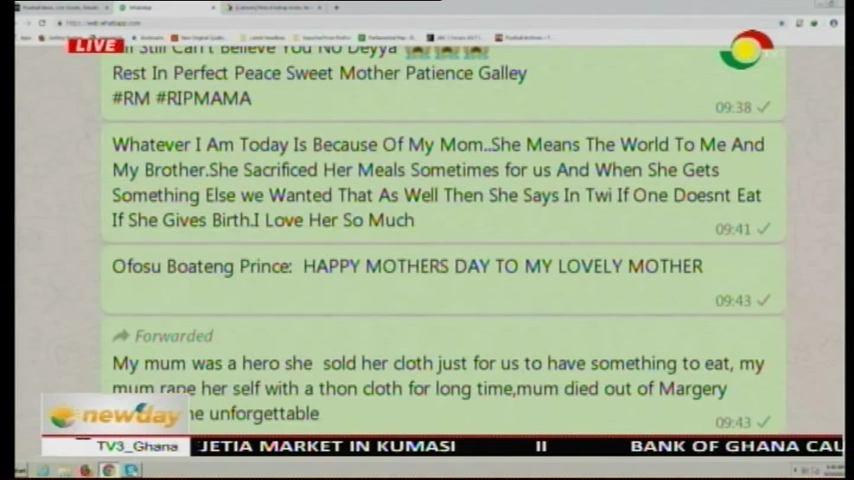 https://web.whatsapp.com
LIVE
Still Can't Believe You No Deyya
Rest In Perfect Peace Sweet Mother Patience Galley
#RM #RIPMAMA
09:38
Whatever I Am Today Is Because Of My Mom..She Means The World To Me And
My Brother.She Sacrificed Her Meals Sometimes for us And When She Gets
Something Else we Wanted That As Well Then She Says In Twi If One Doesnt Eat
If She Gives Birth.I Love Her So Much
09:41
Ofosu Boateng Prince: HAPPY MOTHERS DAY TO MY LOVELY MOTHER
09:43
Forwarded
My mum was a hero she sold her cloth just for us to have something to eat, my
mum rape her self with a thon cloth for long time,mum died out of Margery
unforgettable
09:43
newday
TV3_Ghana
JETIA MARKET IN KUMASI II BANK OF GHANA CAU